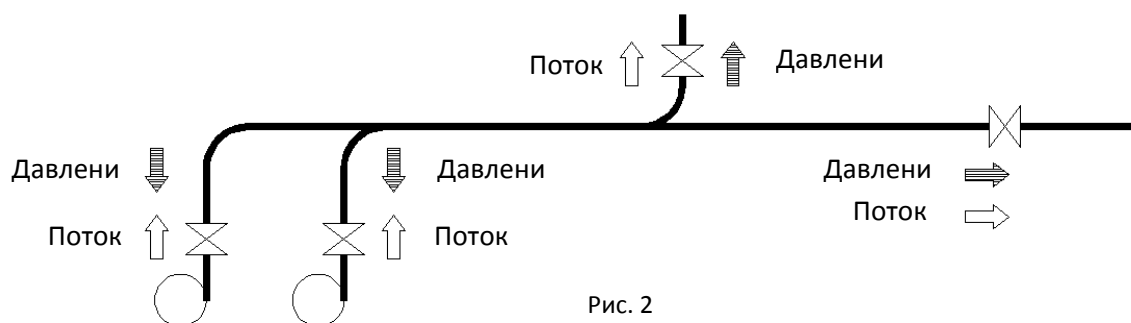 Поток
Давлени
Давлени
Давлени
Давлени
Поток
Поток
Поток
Рис. 2